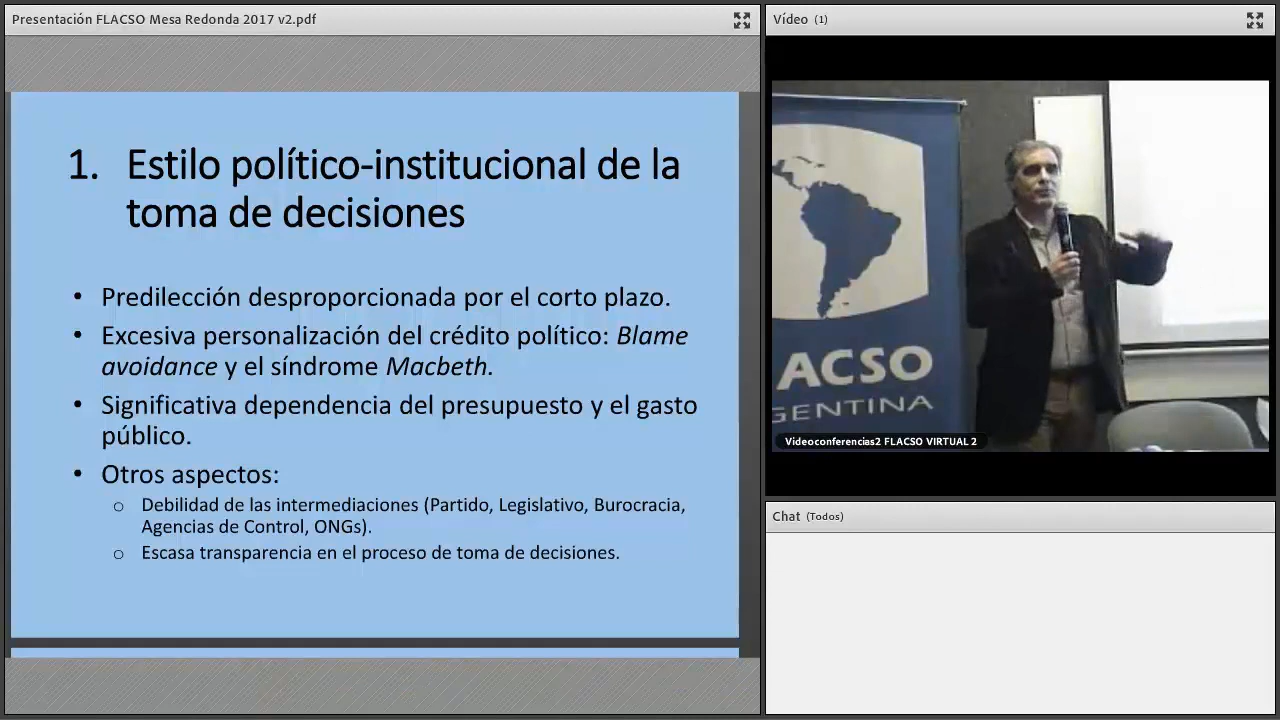 Presentación FLACSO Mesa Redonda 2017 v2.pdf
1. Estilo político-institucional de la
toma de decisiones
• Predilección desproporcionada por el corto plazo.
• Excesiva personalización del crédito político: Blame
avoidance y el síndrome Macbeth.
• Significativa dependencia del presupuesto y el gasto
público.
• Otros aspectos:
o Debilidad de las intermediaciones (Partido, Legislativo, Burocracia,
Agencias de Control, ONGs).
o Escasa transparencia en el proceso de toma de decisiones.
Vídeo (1)
ACSO
GENTINA
Videoconferencias2 FLACSO VIRTUAL 2
Chat (Todos)